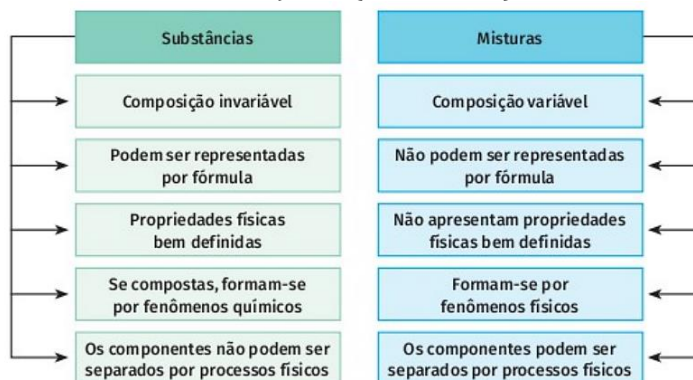 Substâncias
Misturas
Composição invariável
Composição variável
Podem ser representadas
por fórmula
Não podem ser representadas
por fórmula
Propriedades físicas
bem definidas
Não apresentam propriedades
físicas bem definidas
Se compostas, formam-se
por fenômenos químicos
Formam-se por
fenômenos físicos
Os componentes não podem ser
separados por processos físicos
Os componentes podem ser
separados por processos físicos